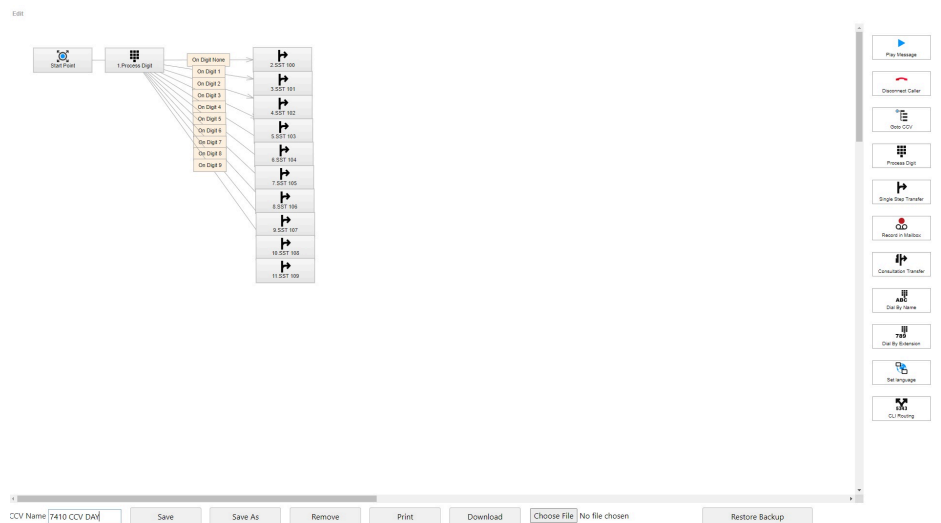 Edit
Start Point
1.Process Digit
On Digit None
On Digit 1
On Digit 2
On Digit 3
On Digit 4
On Digit 5
On Digit 6
On Digit 7
On Digit 8
On Digit 9
2.SST 100
3.SST 101
4.SST 102
5.SST 103
6.SST 104
7.SST 105
8.SST 106
9.SST 107
10.SST 108
11.SST 109
Play Message
Disconnect Caller
Goto CCV
Process Digit
Single Step Transfer
Record in Mailbox
Consultation Transfer
ABC
Dial By Name
789
Dial By Extension
Set language
5343
CLI Routing
CCV Name 7410 CCV DAY Save Save As Remove Print Download Choose File No file chosen Restore Backup